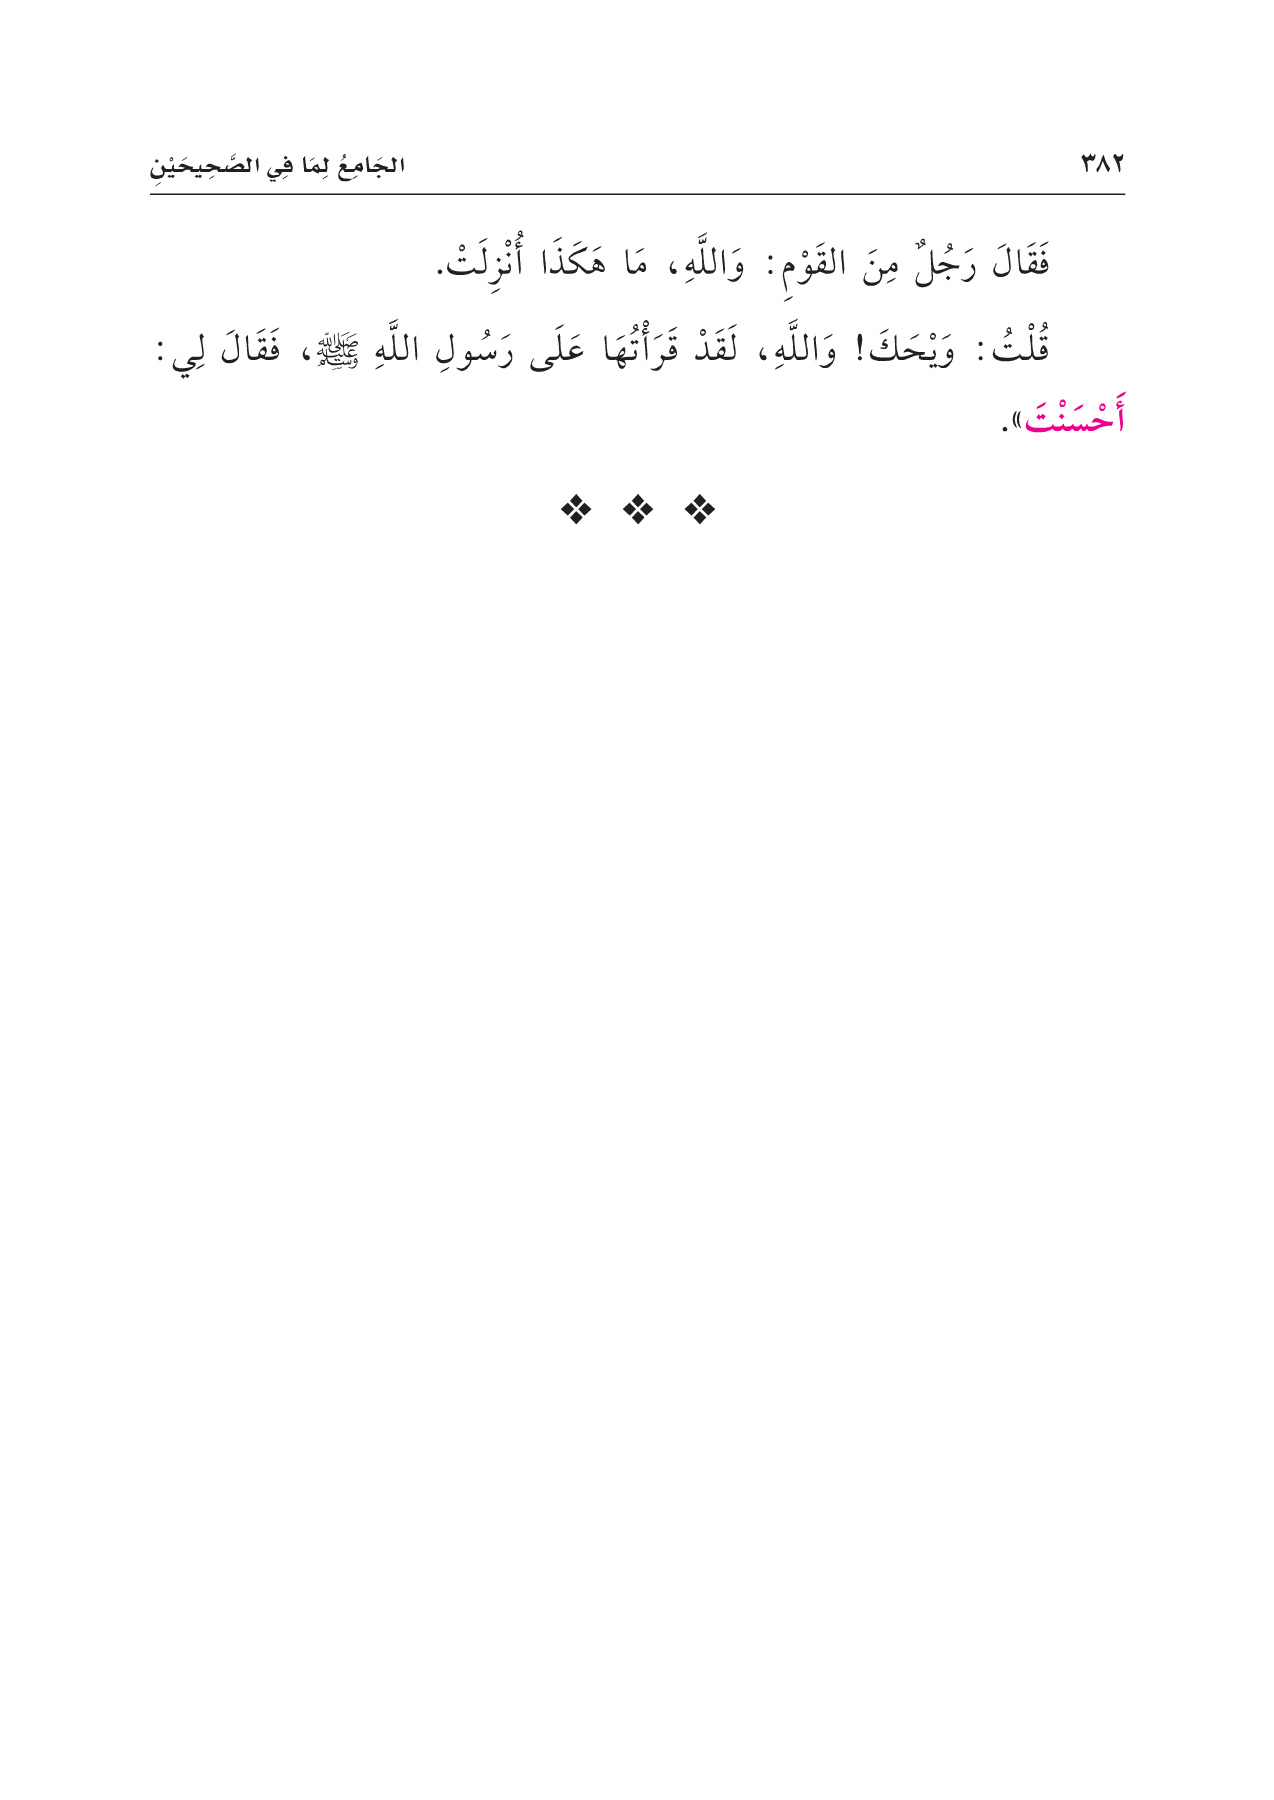 ٣٨٢
الجَامِعُ لِمَا فِي الصَّحِيحَيْنِ
فَقَالَ رَجُلٌ مِنَ القَوْمِ: وَاللَّهِ، مَا هَكَذَا أُنْزِلَتْ.
قُلْتُ: وَيْحَكَ! وَاللَّهِ، لَقَدْ قَرَأْتُهَا عَلَى رَسُولِ اللَّهِ ﷺ، فَقَالَ لِي:
أَحْسَنْتَ».